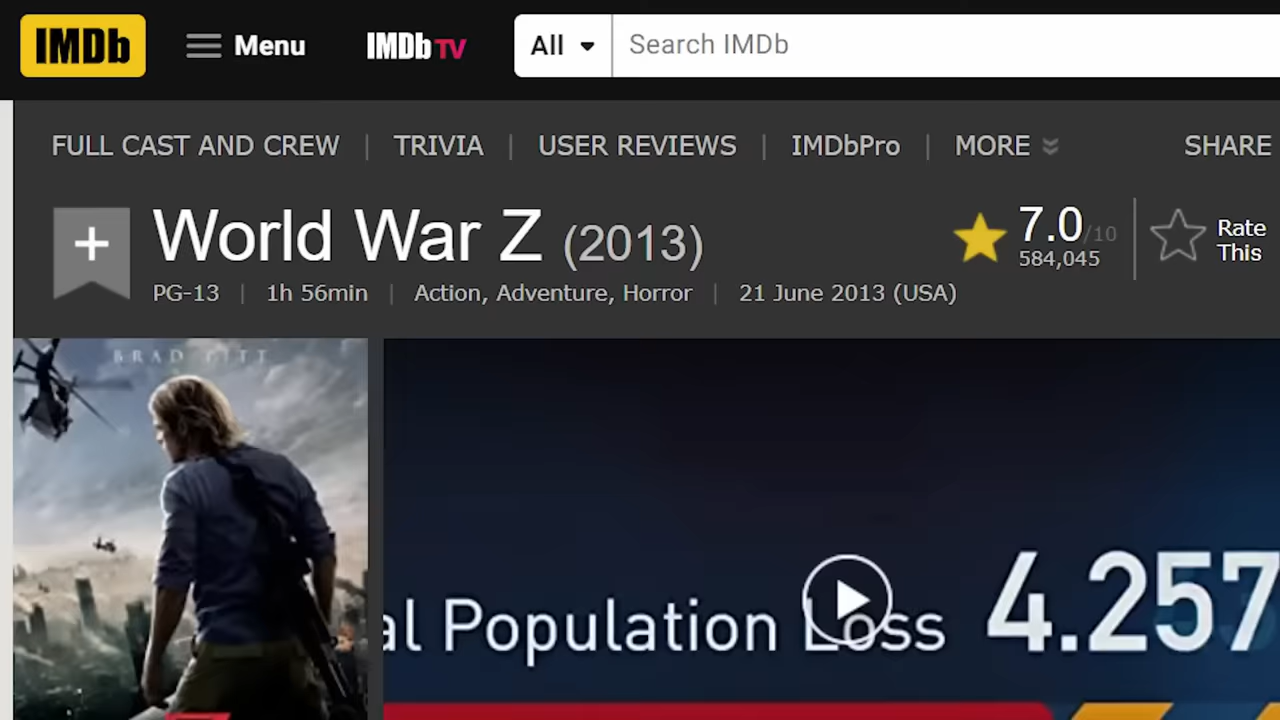 IMDb Menu IMDb TV All Search IMDb
FULL CAST AND CREW | TRIVIA | USER REVIEWS | IMDbPro | MORE SHARE
+ World War Z (2013) 7.0/10 Rate
584,045 This
PG-13 | 1h 56min | Action, Adventure, Horror | 21 June 2013 (USA)
BRAD PITT
al Population Loss 4.257